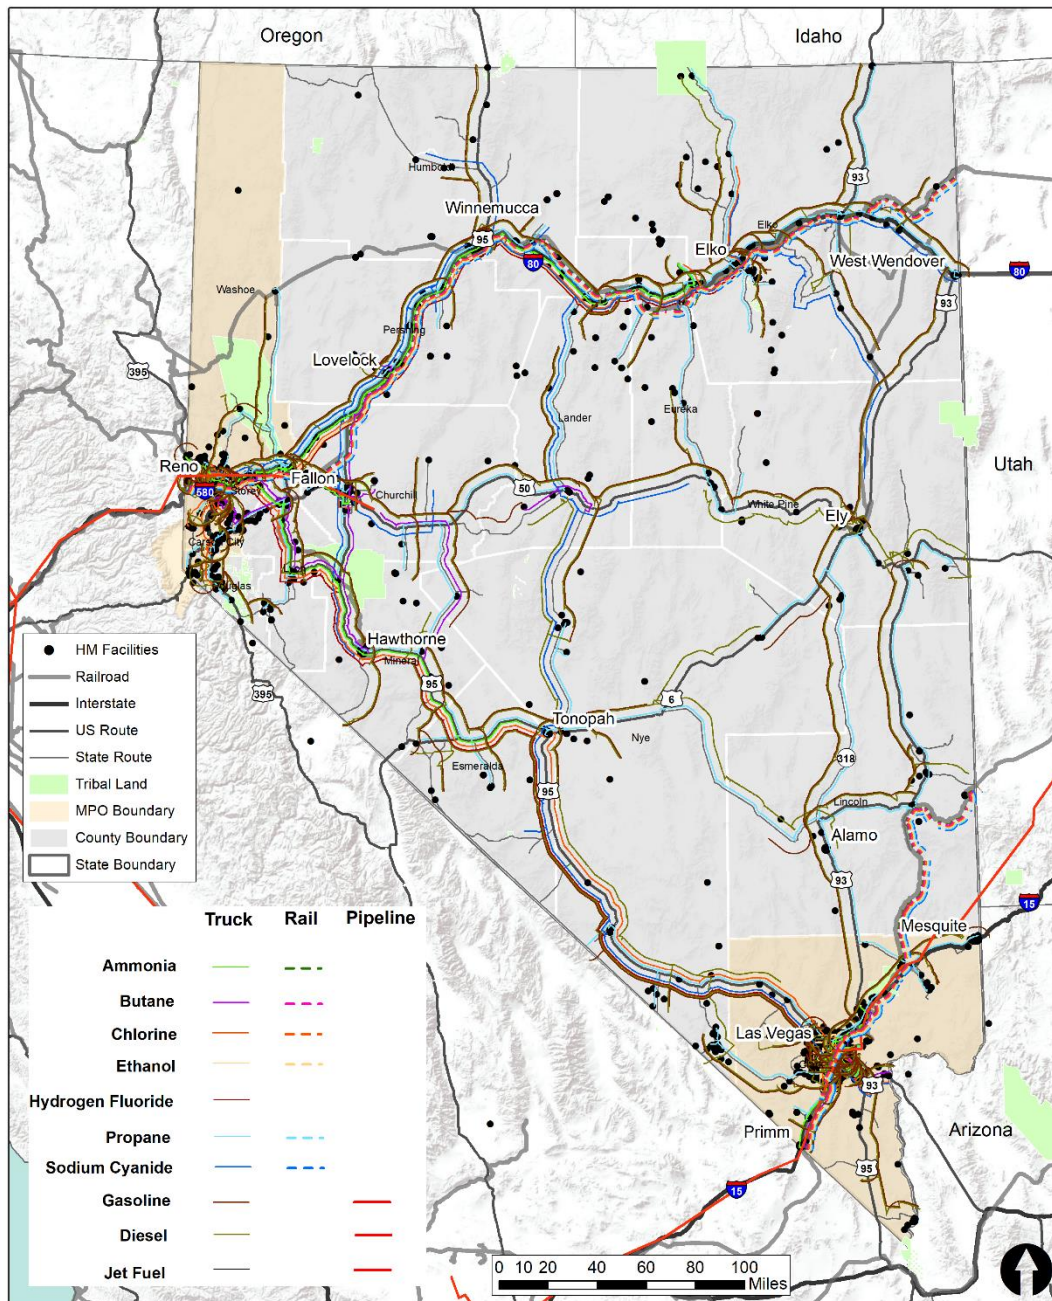 Oregon
Idaho
93
Humboldt
Winnemucca
95
Elko
Elko
80
West Wendover
80
93
Washoe
Pershing
Lovelock
395
Lander
Eureka
Reno
Fallon
Utah
580
Storey
Churchill
50
White Pine
Ely
Carson City
Lyon
Douglas
Hawthorne
Mineral
HM Facilities
Railroad
Interstate
US Route
State Route
Tribal Land
MPO Boundary
County Boundary
State Boundary
395
95
6
Tonopah
Nye
Esmeralda
318
95
Lincoln
Alamo
93
15
Mesquite
Truck Rail Pipeline
Ammonia
Butane
Chlorine
Ethanol
Hydrogen Fluoride
Propane
Sodium Cyanide
Gasoline
Diesel
Jet Fuel
Las Vegas
93
Primm
Arizona
95
15
0 10 20 40 60 80 100
Miles